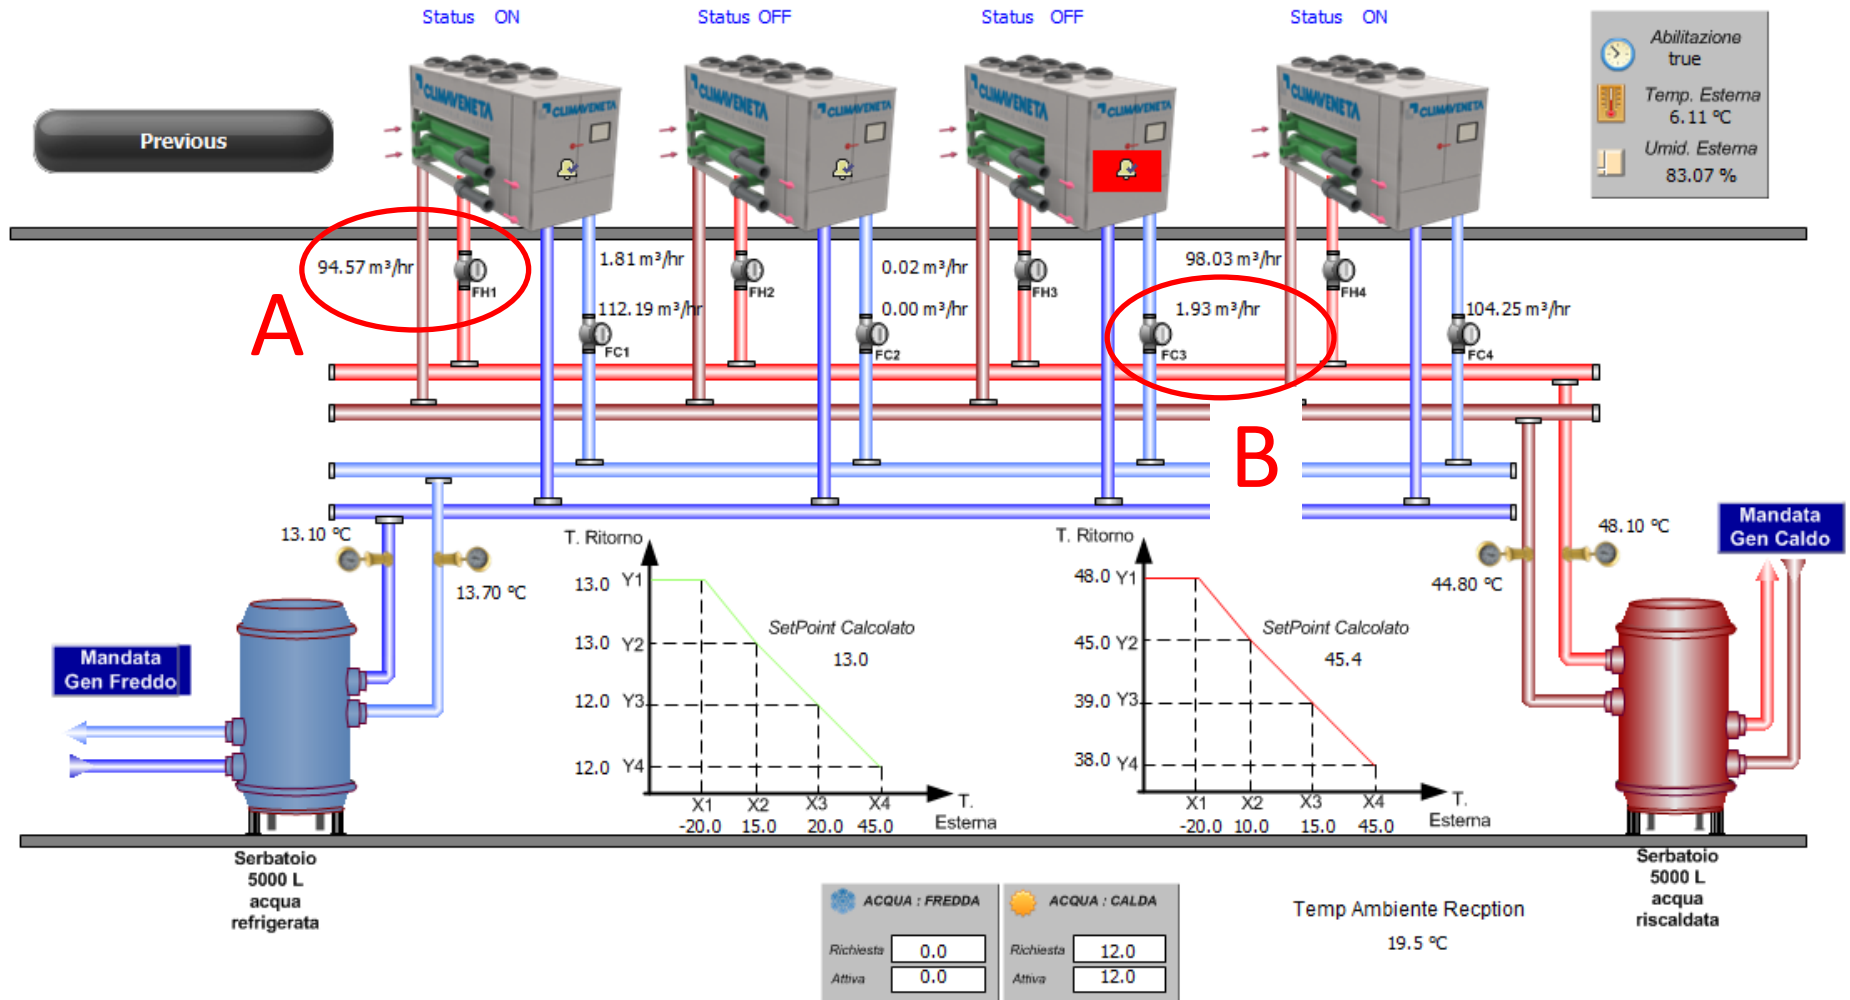 Status ON
Status OFF
Status OFF
Status ON
CLIMAVENETA
CLIMAVENETA
CLIMAVENETA
CLIMAVENETA
CLIMAVENETA
CLIMAVENETA
CLIMAVENETA
CLIMAVENETA
Abilitazione
true
Temp. Esterna
6.11 °C
Umid. Esterna
83.07 %
Previous
94.57 m³/hr
FH1
1.81 m³/hr
FH2
0.02 m³/hr
FH3
98.03 m³/hr
FH4
A
112.19 m³/hr
FC1
0.00 m³/hr
FC2
1.93 m³/hr
FC3
104.25 m³/hr
FC4
B
13.10 °C
13.70 °C
Mandata
Gen Freddo
T. Ritorno
13.0 Y1
13.0 Y2
12.0 Y3
12.0 Y4
SetPoint Calcolato
13.0
X1 X2 X3 X4
-20.0 15.0 20.0 45.0
T.
Esterna
T. Ritorno
48.0 Y1
45.0 Y2
39.0 Y3
38.0 Y4
SetPoint Calcolato
45.4
X1 X2 X3 X4
-20.0 10.0 15.0 45.0
T.
Esterna
44.80 °C
48.10 °C
Mandata
Gen Caldo
Serbatoio
5000 L
acqua
refrigerata
ACQUA : FREDDA
Richiesta 0.0
Attiva 0.0
ACQUA : CALDA
Richiesta 12.0
Attiva 12.0
Temp Ambiente Recption
19.5 °C
Serbatoio
5000 L
acqua
riscaldata